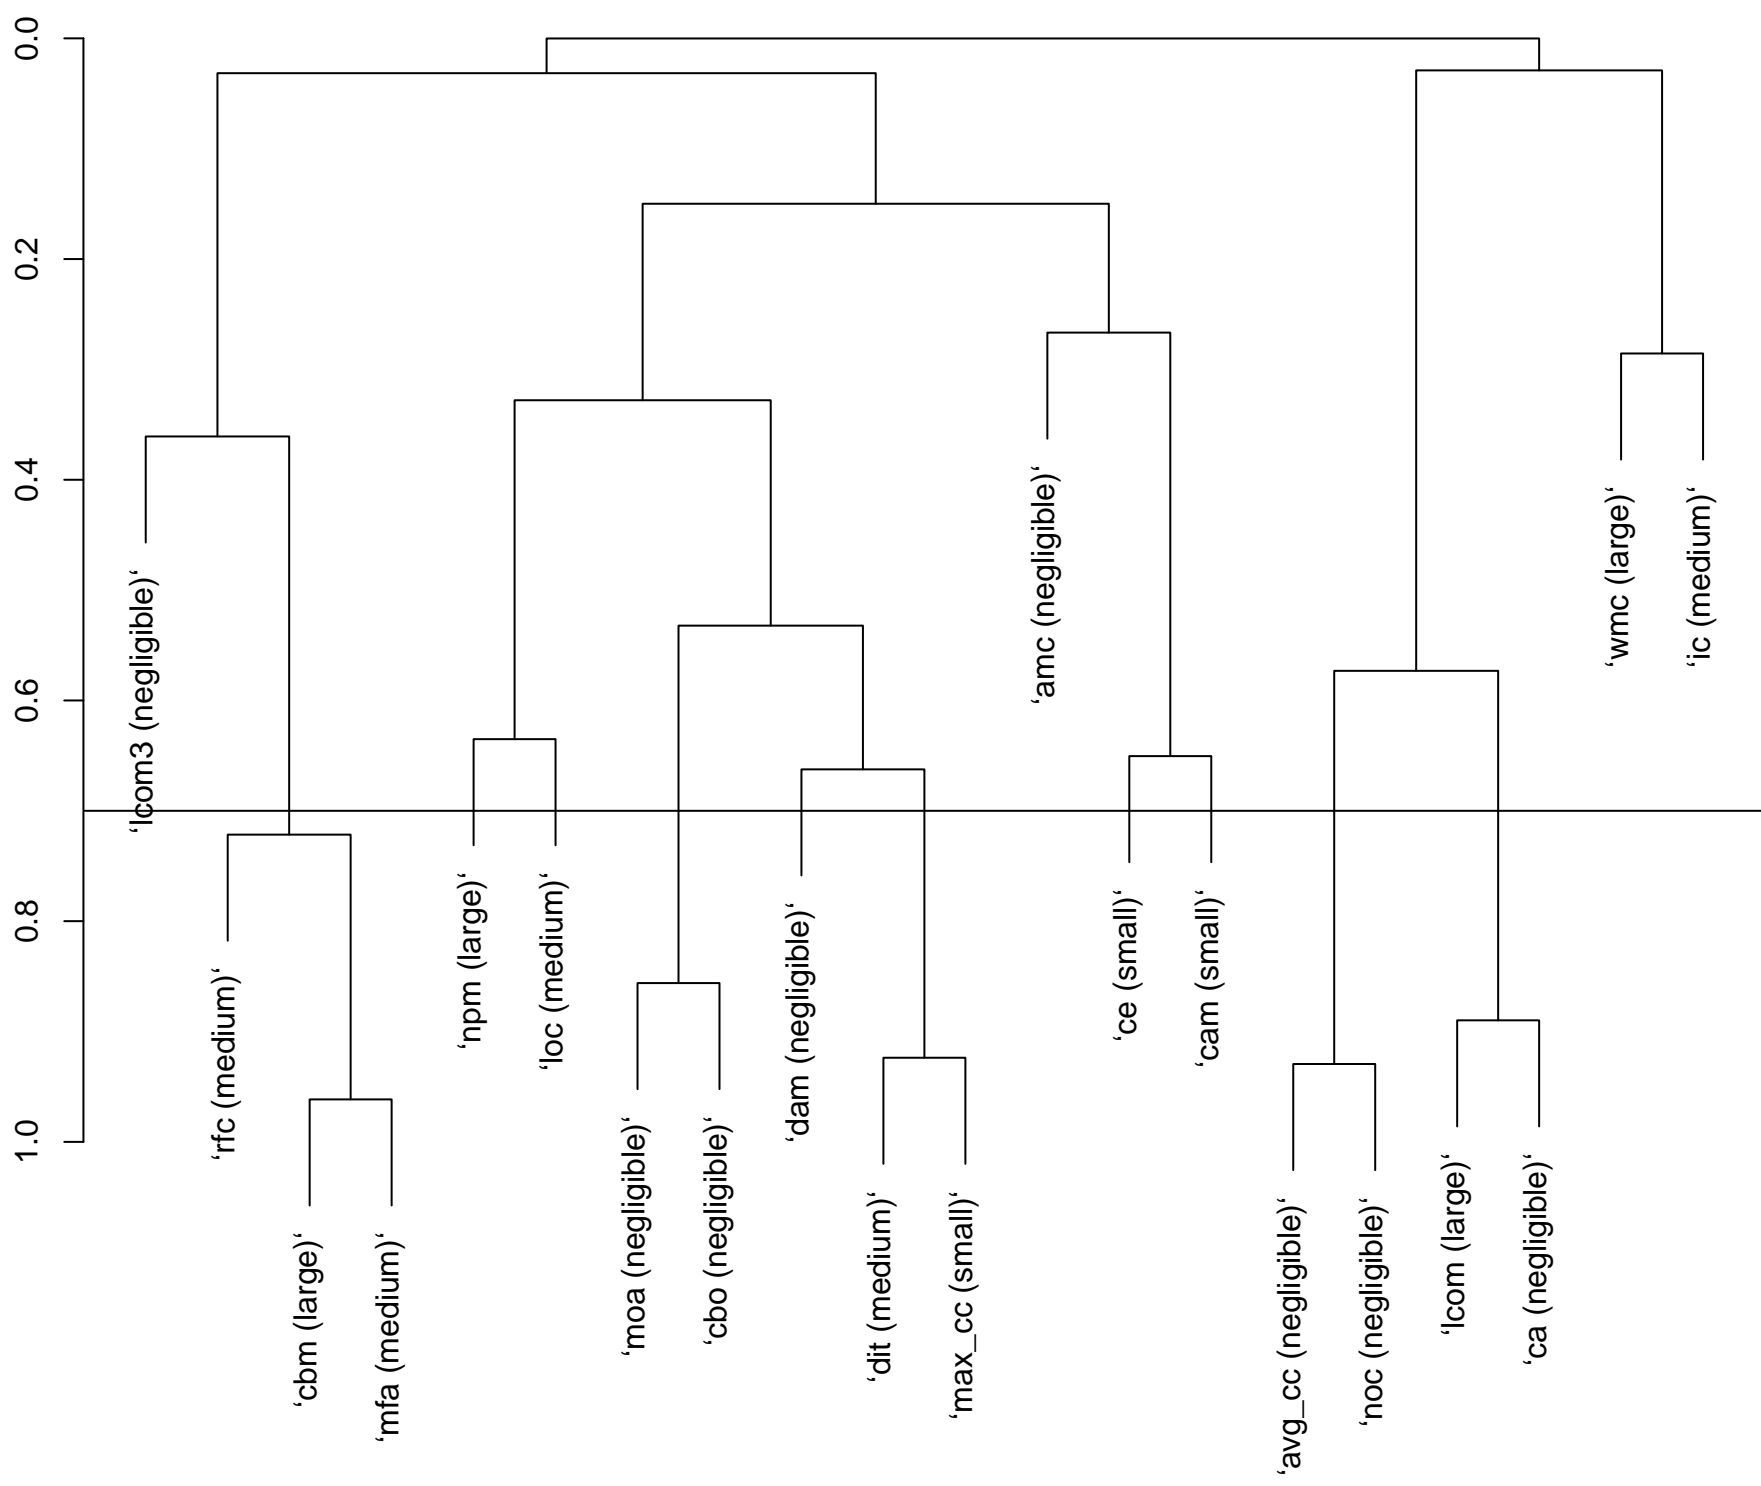 0.0
0.2
0.4
0.6
0.8
1.0
‘lcom3 (negligible)‘
‘rfc (medium)‘
‘cbm (large)‘
‘mfa (medium)‘
‘npm (large)‘
‘loc (medium)‘
‘moa (negligible)‘
‘cbo (negligible)‘
‘dam (negligible)‘
‘dit (medium)‘
‘max_cc (small)‘
‘amc (negligible)‘
‘ce (small)‘
‘cam (small)‘
‘avg_cc (negligible)‘
‘noc (negligible)‘
‘lcom (large)‘
‘ca (negligible)‘
‘wmc (large)‘
‘ic (medium)‘